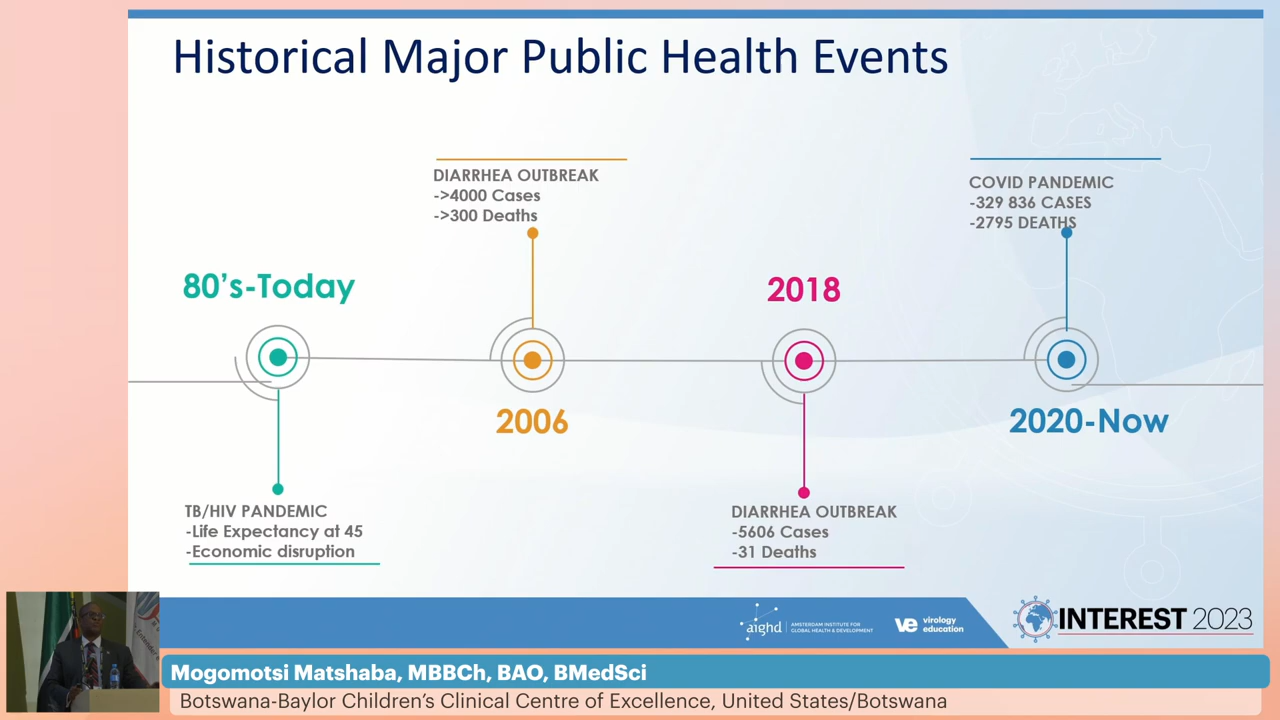 Historical Major Public Health Events
80's-Today
TB/HIV PANDEMIC
-Life Expectancy at 45
-Economic disruption
DIARRHEA OUTBREAK
->4000 Cases
->300 Deaths
2006
2018
DIARRHEA OUTBREAK
-5606 Cases
-31 Deaths
COVID PANDEMIC
-329 836 CASES
-2795 DEATHS
2020-Now
aighd
AMSTERDAM INSTITUTE FOR
GLOBAL HEALTH & DEVELOPMENT
ve
virology
education
INTEREST 2023
Mogomotsi Matshaba, MBBCh, BAO, BMedSci
Botswana-Baylor Children's Clinical Centre of Excellence, United States/Botswana